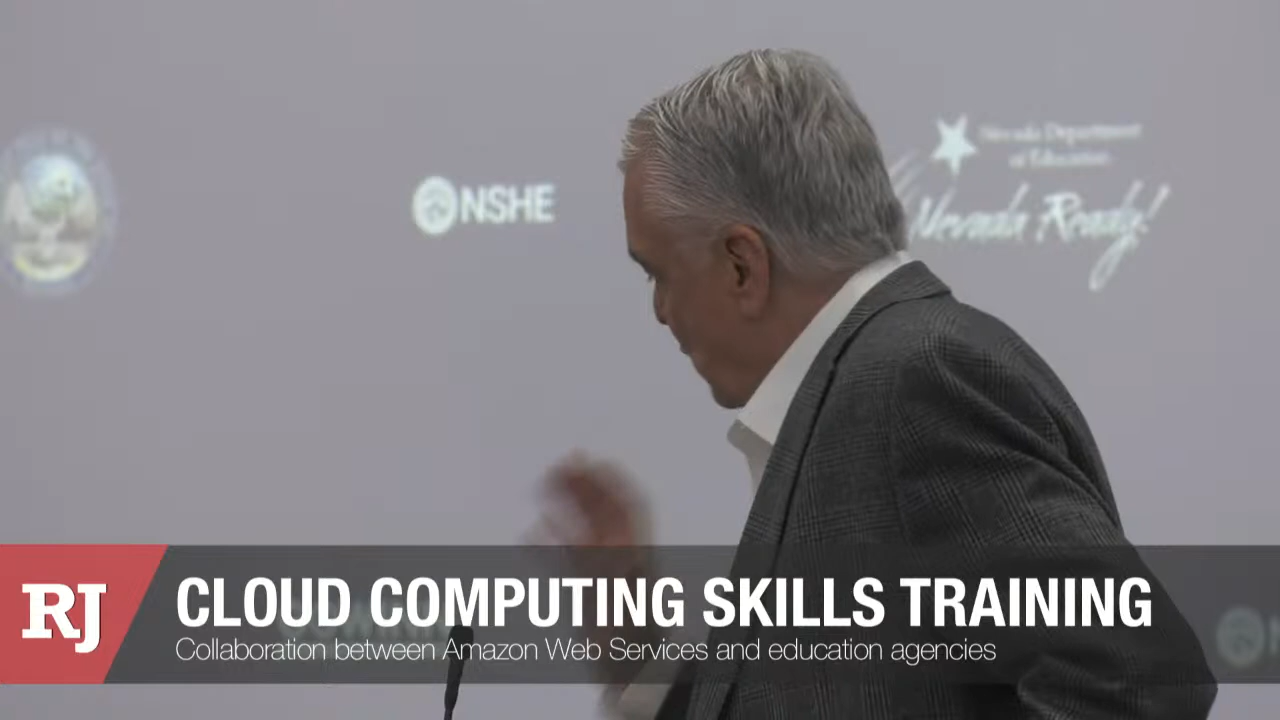 NSHE
Nevada Department
of Education
Nevada Ready!
RJ
CLOUD COMPUTING SKILLS TRAINING
Collaboration between Amazon Web Services and education agencies